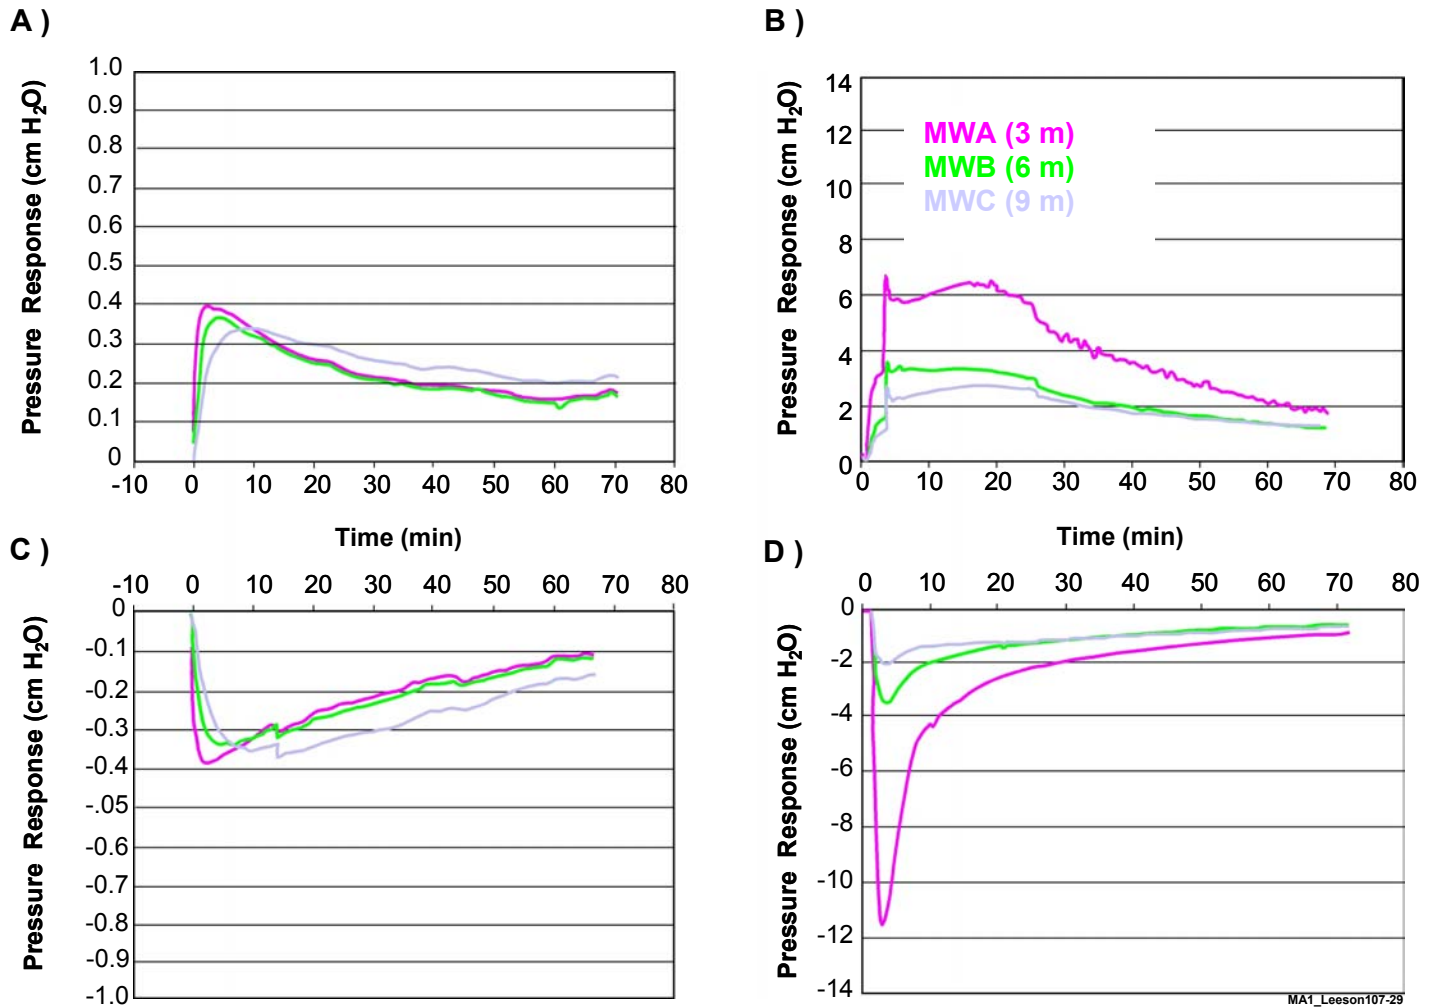 A )
Pressure Response (cm H₂O)
1.0
0.9
0.8
0.7
0.6
0.5
0.4
0.3
0.2
0.1
0
-10 0 10 20 30 40 50 60 70 80
Time (min)
B )
Pressure Response (cm H₂O)
14
12
10
8
6
4
2
0
MWA (3 m)
MWB (6 m)
MWC (9 m)
0 10 20 30 40 50 60 70 80
Time (min)
C )
Pressure Response (cm H₂O)
-10 0 10 20 30 40 50 60 70 80
0
-0.1
-0.2
-0.3
-0.4
-.05
-0.6
-0.7
-0.8
-0.9
-1.0
D )
Pressure Response (cm H₂O)
0 10 20 30 40 50 60 70 80
0
-2
-4
-6
-8
-10
-12
-14
MA1_Leeson107-29